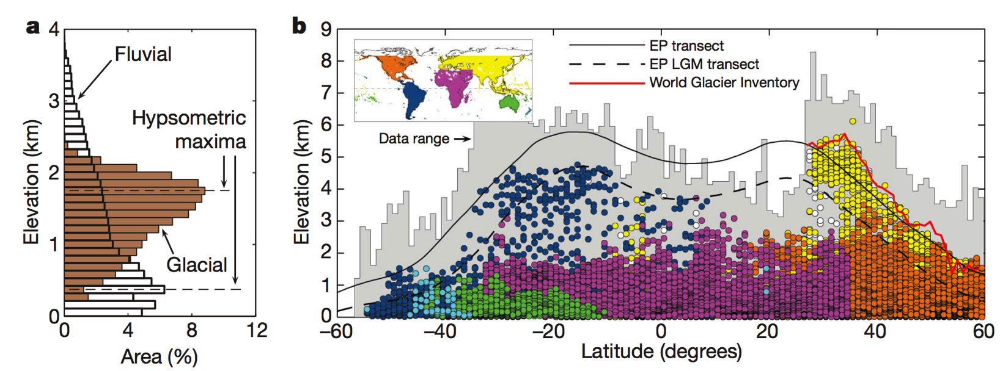 a
4
3
2
1
0
Elevation (km)
Fluvial
Hypsometric
maxima
Glacial
0 4 8 12
Area (%)
b
9
8
7
6
5
4
3
2
1
0
Elevation (km)
EP transect
EP LGM transect
World Glacier Inventory
Data range
–60 –40 –20 0 20 40 60
Latitude (degrees)